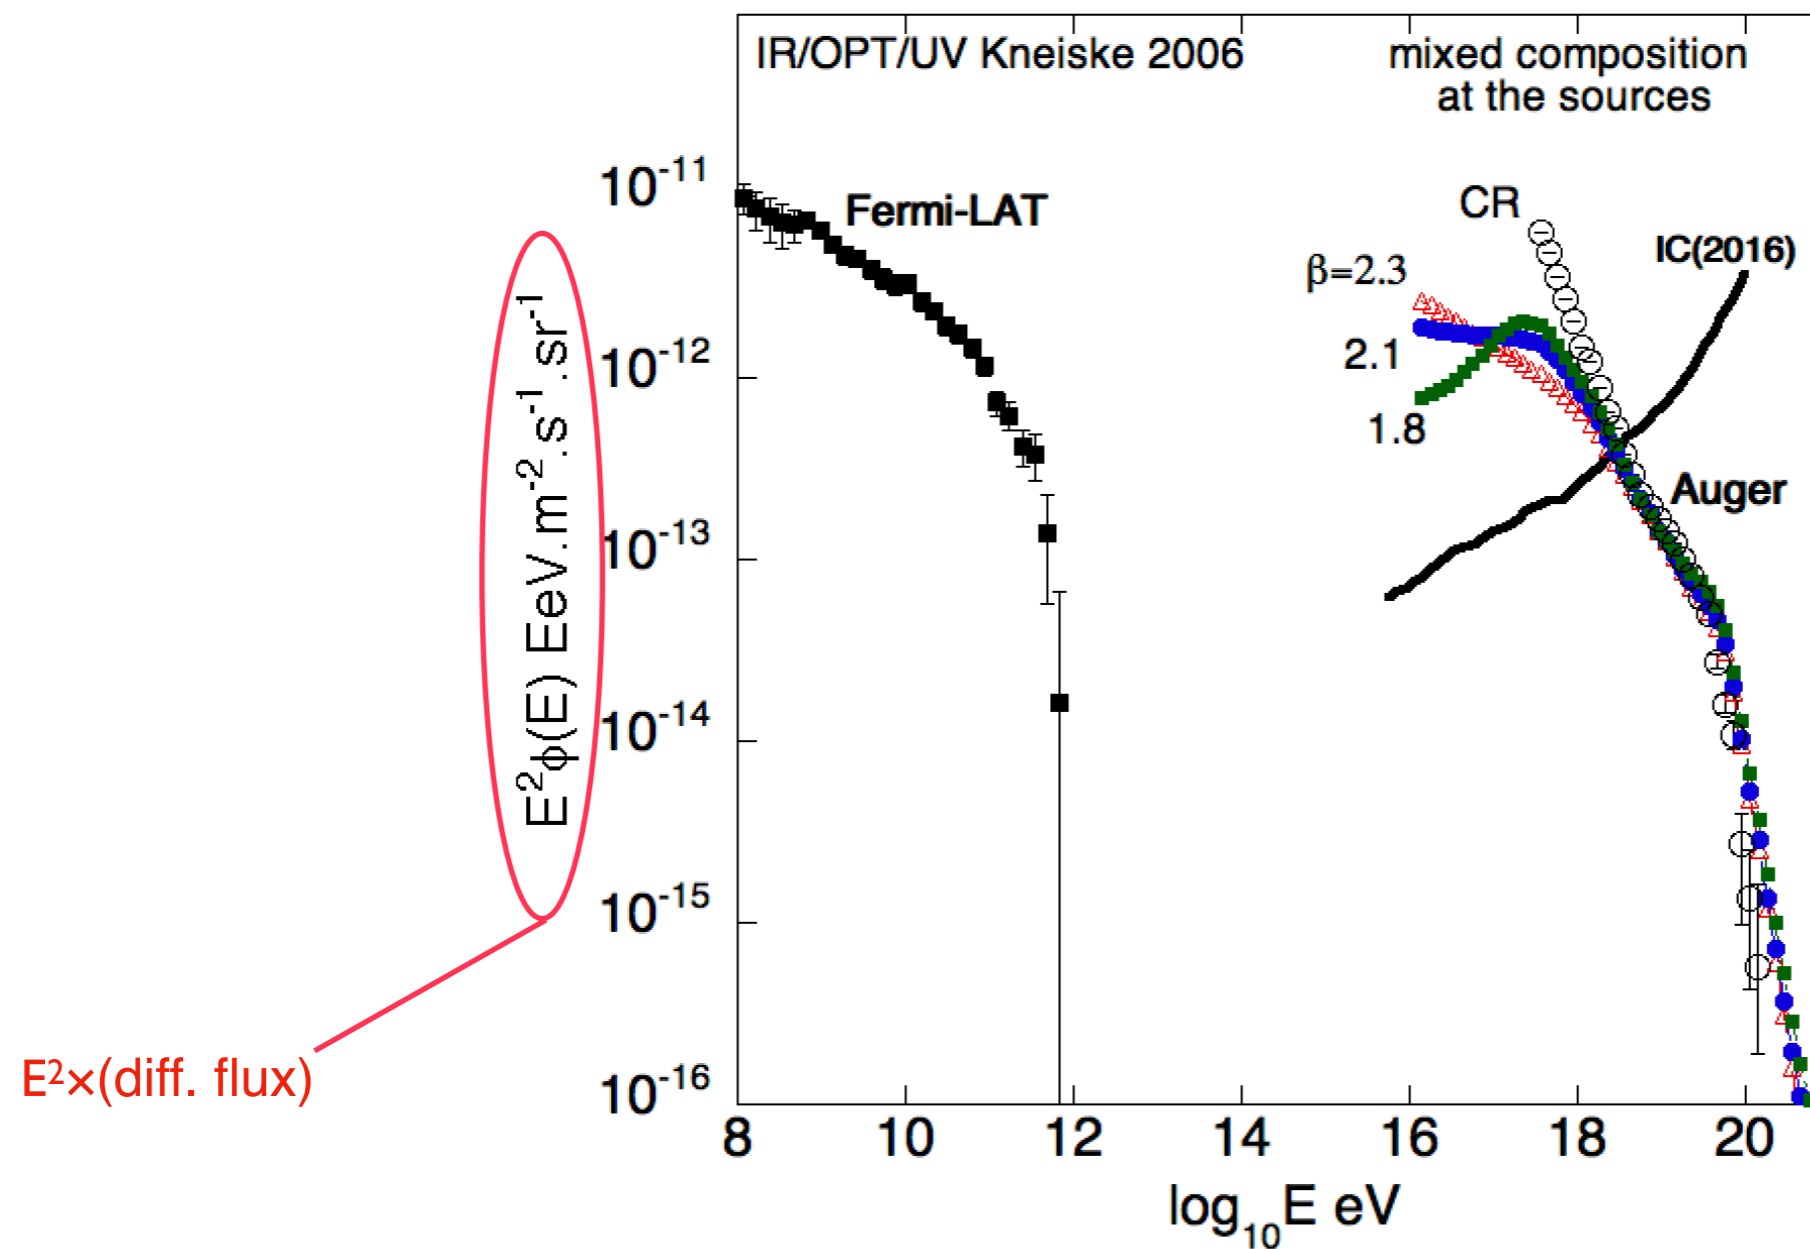 IR/OPT/UV Kneiske 2006
mixed composition
at the sources
10⁻¹¹
Fermi-LAT
CR
IC(2016)
β=2.3
2.1
1.8
10⁻¹²
Auger
10⁻¹³
10⁻¹⁴
10⁻¹⁵
10⁻¹⁶
E²φ(E) EeV.m⁻².s⁻¹.sr⁻¹
E²×(diff. flux)
8 10 12 14 16 18 20
log₁₀E eV